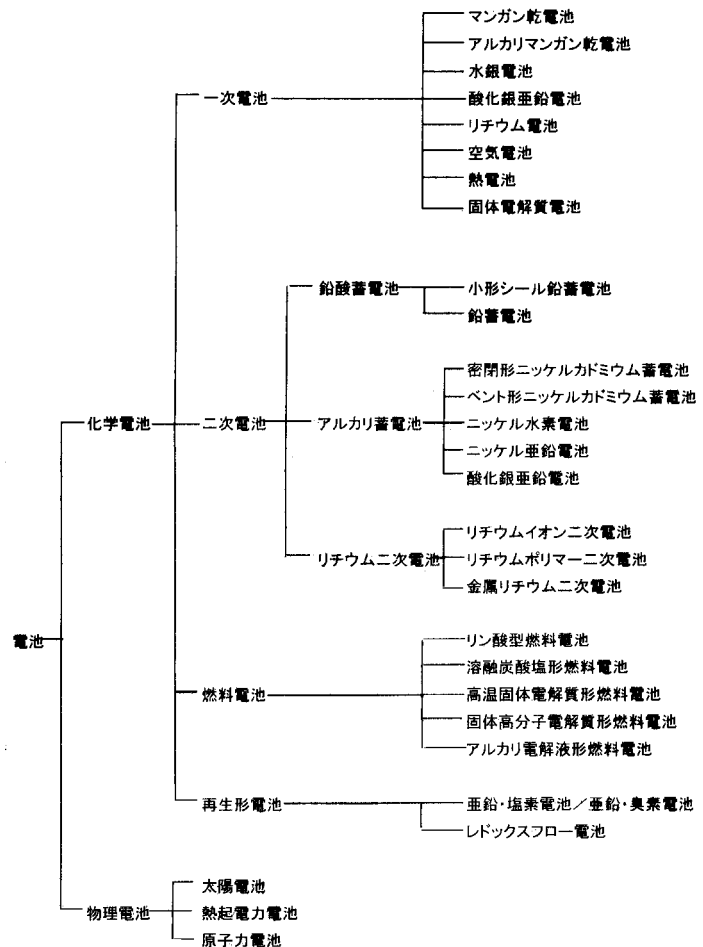 マンガン乾電池
アルカリマンガン乾電池
水銀電池
一次電池
酸化銀亜鉛電池
リチウム電池
空気電池
熱電池
固体電解質電池
鉛酸蓄電池
小形シール鉛蓄電池
鉛蓄電池
密閉形ニッケルカドミウム蓄電池
ベント形ニッケルカドミウム蓄電池
化学電池
二次電池
アルカリ蓄電池
ニッケル水素電池
ニッケル亜鉛電池
酸化銀亜鉛電池
リチウムイオン二次電池
リチウム二次電池
リチウムポリマー二次電池
金属リチウム二次電池
電池
リン酸型燃料電池
溶融炭酸塩形燃料電池
燃料電池
高温固体電解質形燃料電池
固体高分子電解質形燃料電池
アルカリ電解液形燃料電池
再生形電池
亜鉛・塩素電池／亜鉛・臭素電池
レドックスフロー電池
太陽電池
物理電池
熱起電力電池
原子力電池